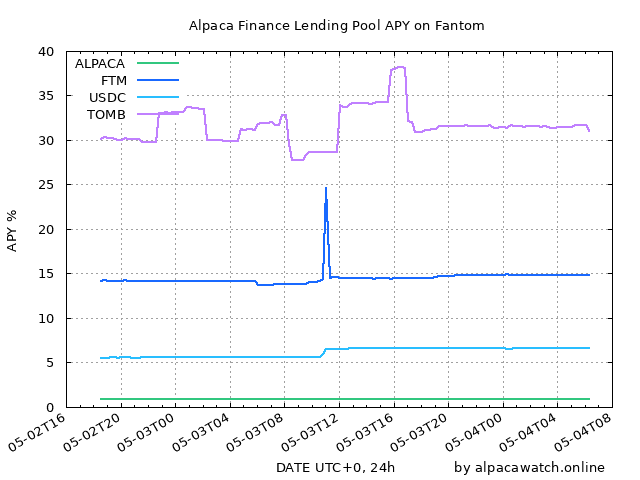 Alpaca Finance Lending Pool APY on Fantom
ALPACA
FTM
USDC
TOMB
APY %
40
35
30
25
20
15
10
5
0
05-02T16
05-02T20
05-03T00
05-03T04
05-03T08
05-03T12
05-03T16
05-03T20
05-04T00
05-04T04
05-04T08
DATE UTC+0, 24h
by alpacawatch.online